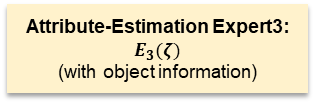 Attribute-Estimation Expert3:
E₃(ζ)
(with object information)